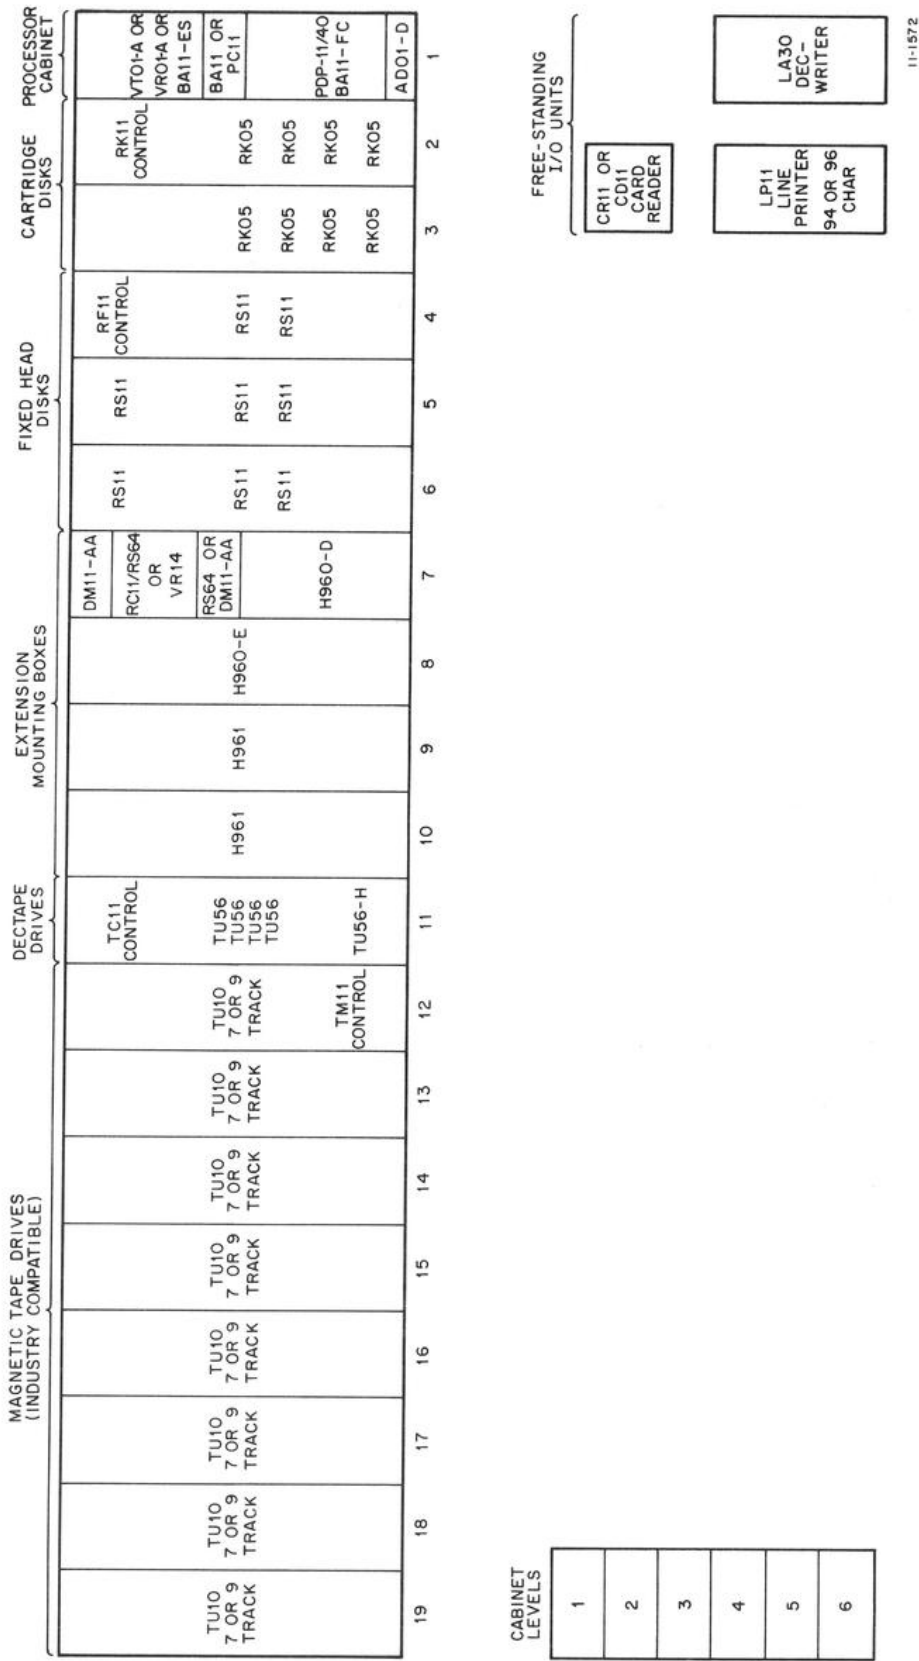 MAGNETIC TAPE DRIVES
(INDUSTRY COMPATIBLE)
DECTAPE
DRIVES
EXTENSION
MOUNTING BOXES
FIXED HEAD
DISKS
CARTRIDGE
DISKS
PROCESSOR
CABINET
TU10
7 OR 9
TRACK
19
TU10
7 OR 9
TRACK
18
TU10
7 OR 9
TRACK
17
TU10
7 OR 9
TRACK
16
TU10
7 OR 9
TRACK
15
TU10
7 OR 9
TRACK
14
TU10
7 OR 9
TRACK
13
TU10
7 OR 9
TRACK
TM11
CONTROL
12
TC11
CONTROL
TU56
TU56
TU56
TU56
TU56-H
11
H961
10
H961
9
H960-E
8
DM11-AA
RC11/RS64
OR
VR14
RS64 OR
DM11-AA
H960-D
7
RS11
RS11
RS11
6
RS11
RS11
RS11
5
RF11
CONTROL
RS11
RS11
4
RK05
RK05
RK05
RK05
3
RK11
CONTROL
RK05
RK05
RK05
RK05
2
VT01-A OR
VR01-A OR
BA11-ES
BA11 OR
PC11
PDP-11/40
BA11-FC
AD01-D
1
CABINET
LEVELS
1
2
3
4
5
6
FREE-STANDING
I/O UNITS
CR11 OR
CD11
CARD
READER
LP11
LINE
PRINTER
94 OR 96
CHAR
LA30
DEC-
WRITER
11-1572